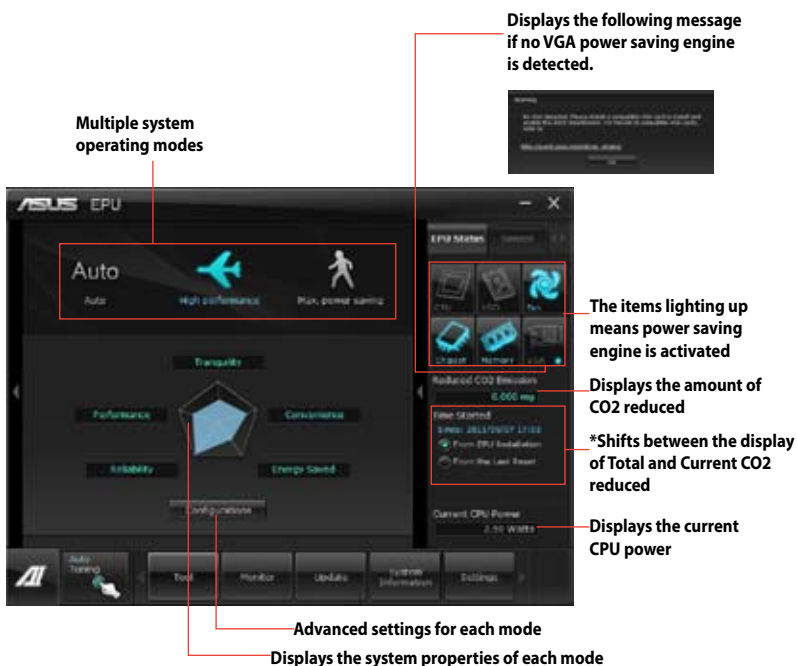 Displays the following message
if no VGA power saving engine
is detected.
Multiple system
operating modes
ASUS EPU
EPU Status
Auto
Auto
High performance
Max. power saving
CPU
Fan
Chipset
Memory
VGA
The items lighting up
means power saving
engine is activated
Reduced CO2 Emission
0.000 mg
Displays the amount of
CO2 reduced
Time Started
From EPU Installation
From the Last Reset
*Shifts between the display
of Total and Current CO2
reduced
Tranquility
Performance
Convenience
Reliability
Energy Saved
Configurations
Current CPU Power
2.90 Watts
Displays the current
CPU power
Auto
Tuning
Tool
Monitor
Update
System
Information
Settings
Advanced settings for each mode
Displays the system properties of each mode